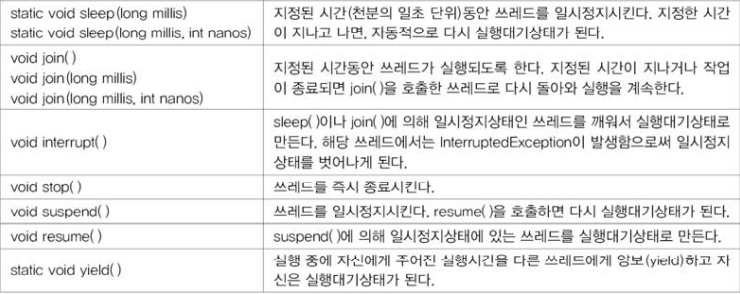 static void sleep(long millis)
static void sleep(long millis, int nanos)
지정된 시간(천분의 일초 단위)동안 쓰레드를 일시정지시킨다. 지정한 시간
이 지나고 나면, 자동적으로 다시 실행대기상태가 된다.
void join( )
void join(long millis)
void join(long millis, int nanos)
지정된 시간동안 쓰레드가 실행되도록 한다. 지정된 시간이 지나거나 작업
이 종료되면 join( )을 호출한 쓰레드로 다시 돌아와 실행을 계속한다.
void interrupt( )
sleep( )이나 join( )에 의해 일시정지상태인 쓰레드를 깨워서 실행대기상태로
만든다. 해당 쓰레드에서는 InterruptedException이 발생함으로써 일시정지
상태를 벗어나게 된다.
void stop( )
쓰레드를 즉시 종료시킨다.
void suspend( )
쓰레드를 일시정지시킨다. resume( )을 호출하면 다시 실행대기상태가 된다.
void resume( )
suspend( )에 의해 일시정지상태에 있는 쓰레드를 실행대기상태로 만든다.
static void yield( )
실행 중에 자신에게 주어진 실행시간을 다른 쓰레드에게 양보(yield)하고 자
신은 실행대기상태가 된다.